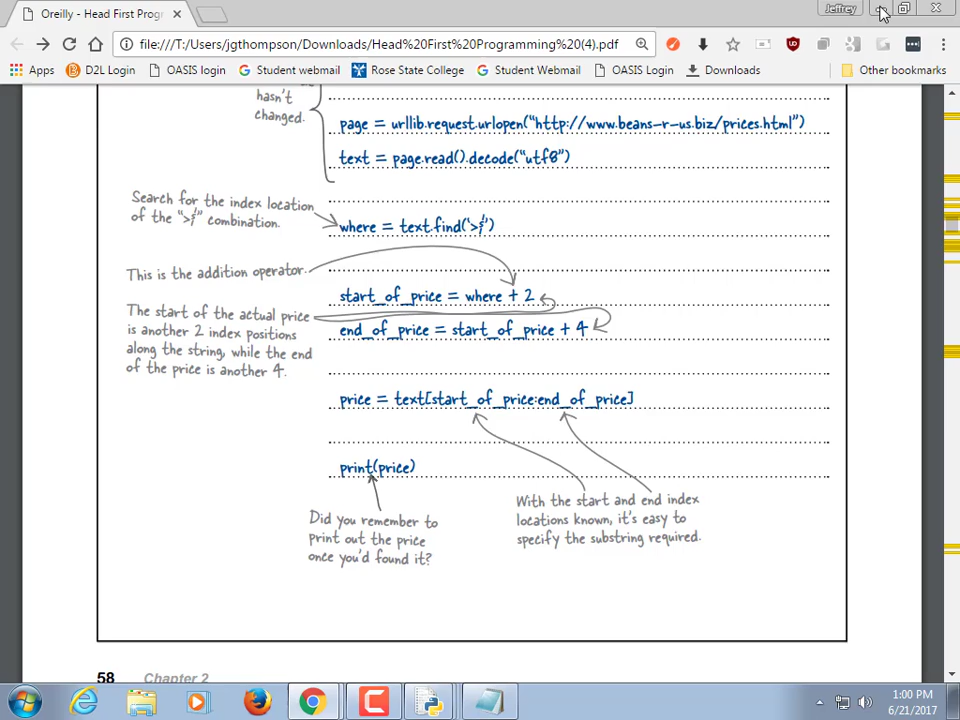 Oreilly - Head First Progr
Jeffrey
file:///T:/Users/jgthompson/Downloads/Head%20First%20Programming%20(4).pdf
Apps D2L Login OASIS login Student webmail Rose State College Student Webmail OASIS Login Downloads Other bookmarks
hasn't
changed.
page = urllib.request.urlopen("http://www.beans-r-us.biz/prices.html")
text = page.read().decode("utf8")
Search for the index location
of the ">$" combination.
where = text.find('>$')
This is the addition operator.
start_of_price = where + 2
The start of the actual price
is another 2 index positions
along the string, while the end
of the price is another 4.
end_of_price = start_of_price + 4
price = text[start_of_price:end_of_price]
print(price)
With the start and end index
locations known, it's easy to
specify the substring required.
Did you remember to
print out the price
once you'd found it?
58 Chapter 2
1:00 PM
6/21/2017